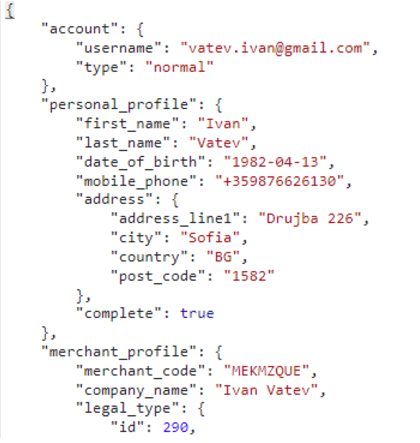 {
    "account": {
        "username": "vatev.ivan@gmail.com",
        "type": "normal"
    },
    "personal_profile": {
        "first_name": "Ivan",
        "last_name": "Vatev",
        "date_of_birth": "1982-04-13",
        "mobile_phone": "+359876626130",
        "address": {
            "address_line1": "Drujba 226",
            "city": "Sofia",
            "country": "BG",
            "post_code": "1582"
        },
        "complete": true
    },
    "merchant_profile": {
        "merchant_code": "MEKMZQUE",
        "company_name": "Ivan Vatev",
        "legal_type": {
            "id": 290,